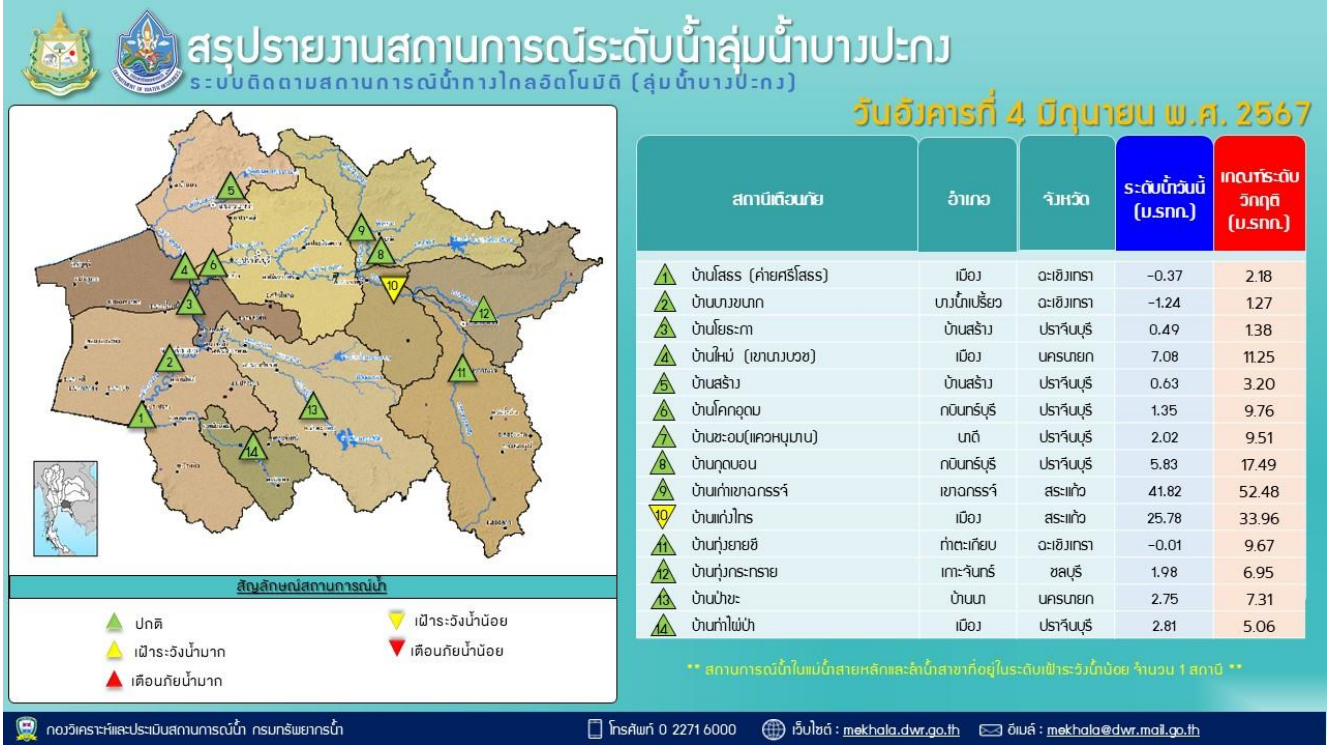 สรุปรายงานสถานการณ์ระดับน้ำลุ่มน้ำบางปะกง
ระบบติดตามสถานการณ์น้ำทางไกลอัตโนมัติ (ลุ่มน้ำบางปะกง)
วันอังคารที่ 4 มิถุนายน พ.ศ. 2567
สถานีเตือนภัย อำเภอ จังหวัด ระดับน้ำวันนี้ (ม.รทก.) เกณฑ์ระดับวิกฤติ (ม.รทก.)
1 บ้านโสธร (ค่ายศรีโสธร) เมือง ฉะเชิงเทรา -0.37 2.18
2 บ้านบางขนาก บางน้ำเปรี้ยว ฉะเชิงเทรา -1.24 1.27
3 บ้านโยธะกา บ้านสร้าง ปราจีนบุรี 0.49 1.38
4 บ้านใหม่ (เขานางบวช) เมือง นครนายก 7.08 11.25
5 บ้านสร้าง บ้านสร้าง ปราจีนบุรี 0.63 3.20
6 บ้านโคกอุดม กบินทร์บุรี ปราจีนบุรี 1.35 9.76
7 บ้านชะอม(แควหนุมาน) นาดี ปราจีนบุรี 2.02 9.51
8 บ้านกุดบอน กบินทร์บุรี ปราจีนบุรี 5.83 17.49
9 บ้านเก่าเขาฉกรรจ์ เขาฉกรรจ์ สระแก้ว 41.82 52.48
10 บ้านแก่งไทร เมือง สระแก้ว 25.78 33.96
11 บ้านทุ่งยายชี ท่าตะเกียบ ฉะเชิงเทรา -0.01 9.67
12 บ้านทุ่งกระทราย เกาะจันทร์ ชลบุรี 1.98 6.95
13 บ้านป่าขะ บ้านนา นครนายก 2.75 7.31
14 บ้านท่าไผ่ป่า เมือง ปราจีนบุรี 2.81 5.06
** สถานการณ์น้ำในแม่น้ำสายหลักและลำน้ำสาขาที่อยู่ในระดับเฝ้าระวังน้ำน้อย จำนวน 1 สถานี **
5
9
8
4
6
10
3
12
2
11
1
13
14
สัญลักษณ์สถานการณ์น้ำ
ปกติ
เฝ้าระวังน้ำน้อย
เฝ้าระวังน้ำมาก
เตือนภัยน้ำน้อย
เตือนภัยน้ำมาก
กองวิเคราะห์และประเมินสถานการณ์น้ำ กรมทรัพยากรน้ำ
โทรศัพท์ 0 2271 6000
เว็บไซต์ : mekhala.dwr.go.th
อีเมล์ : mekhala@dwr.mail.go.th